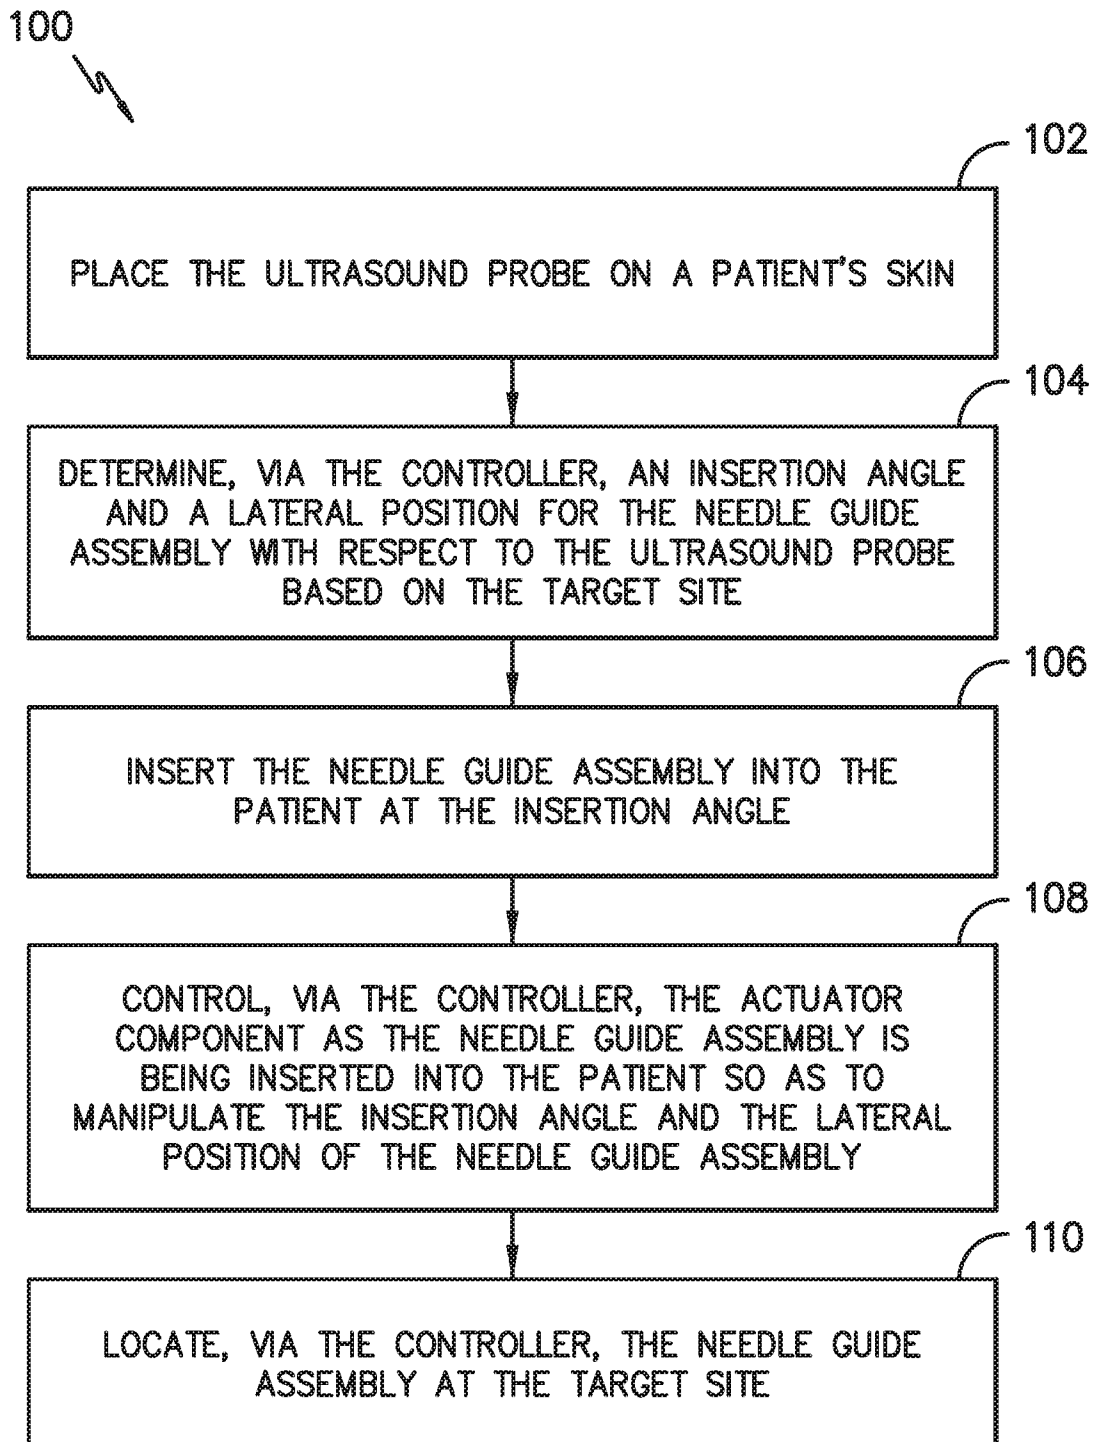 100
102
PLACE THE ULTRASOUND PROBE ON A PATIENT'S SKIN
104
DETERMINE, VIA THE CONTROLLER, AN INSERTION ANGLE
AND A LATERAL POSITION FOR THE NEEDLE GUIDE
ASSEMBLY WITH RESPECT TO THE ULTRASOUND PROBE
BASED ON THE TARGET SITE
106
INSERT THE NEEDLE GUIDE ASSEMBLY INTO THE
PATIENT AT THE INSERTION ANGLE
108
CONTROL, VIA THE CONTROLLER, THE ACTUATOR
COMPONENT AS THE NEEDLE GUIDE ASSEMBLY IS
BEING INSERTED INTO THE PATIENT SO AS TO
MANIPULATE THE INSERTION ANGLE AND THE LATERAL
POSITION OF THE NEEDLE GUIDE ASSEMBLY
110
LOCATE, VIA THE CONTROLLER, THE NEEDLE GUIDE
ASSEMBLY AT THE TARGET SITE